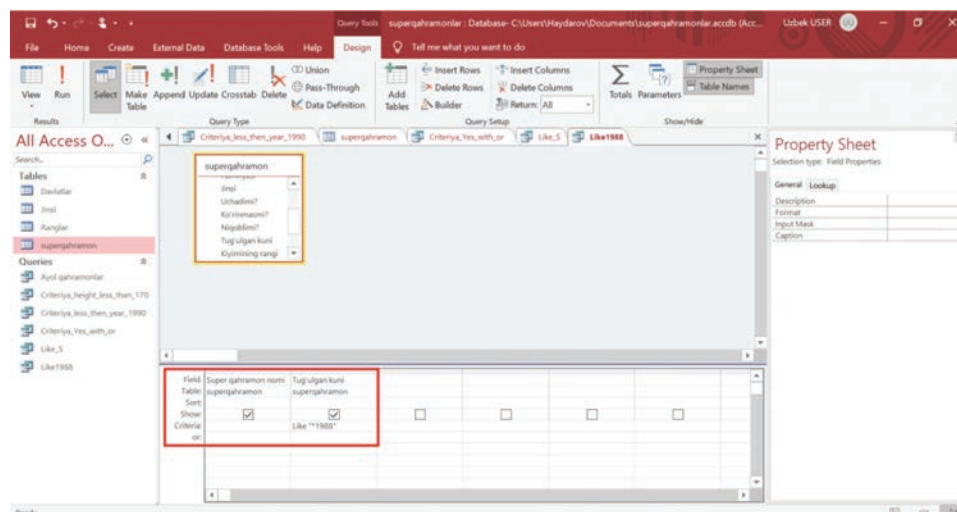 Query Tools superqahramonlar : Database- C:\Users\Haydarov\Documents\superqahramonlar.accdb (Acc... Uzbek USER
File Home Create External Data Database Tools Help Design Tell me what you want to do
View Run Select Make Table Append Update Crosstab Delete
Union
Pass-Through
Data Definition
Add Tables
Insert Rows
Delete Rows
Builder
Insert Columns
Delete Columns
Return: All
Totals Parameters
Property Sheet
Table Names
Results Query Type Query Setup Show/Hide
All Access O...
Search...
Tables
Davlatlar
Jinsi
Ranglar
superqahramon
Queries
Ayol qahramonlar
Criteriya_height_less_than_170
Criteriya_less_then_year_1990
Criteriya_Yes_with_or
Like_S
Like1988
Criteriya_less_then_year_1990 superqahramon Criteriya_Yes_with_or Like_S Like1988
superqahramon
Jinsi
Uchadimi?
Ko'rinmasmi?
Niqoblimi?
Tug'ulgan kuni
Kiyimining rangi
Property Sheet
Selection type: Field Properties
General Lookup
Description
Format
Input Mask
Caption
Field: Super qahramon nomi Tug'ulgan kuni
Table: superqahramon superqahramon
Sort:
Show:
Criteria: Like "*1988"
or: